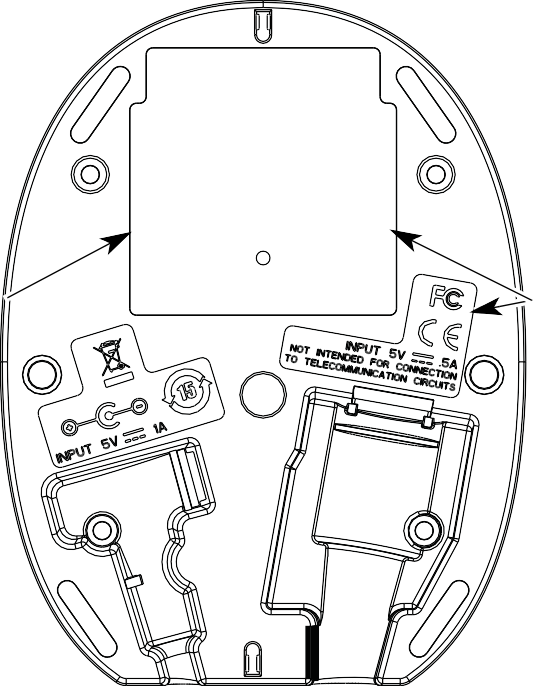 FC
CE
INPUT 5V .5A
NOT INTENDED FOR CONNECTION
TO TELECOMMUNICATION CIRCUITS
15
INPUT 5V 1A